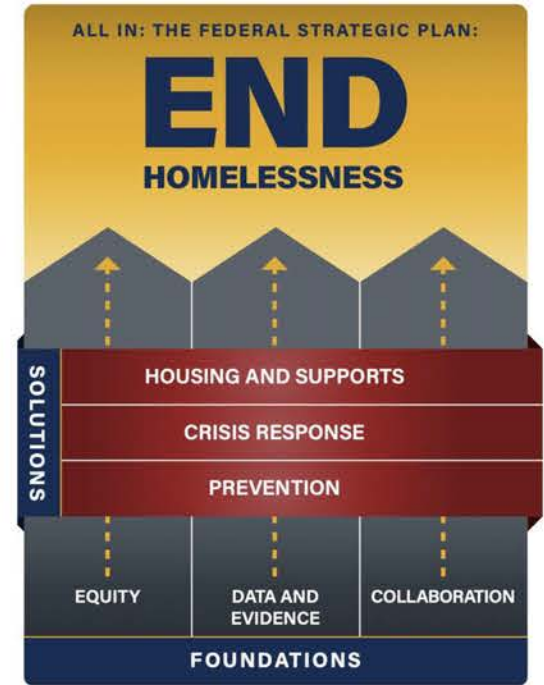 ALL IN: THE FEDERAL STRATEGIC PLAN:
END
HOMELESSNESS
SOLUTIONS
HOUSING AND SUPPORTS
CRISIS RESPONSE
PREVENTION
EQUITY
DATA AND
EVIDENCE
COLLABORATION
FOUNDATIONS